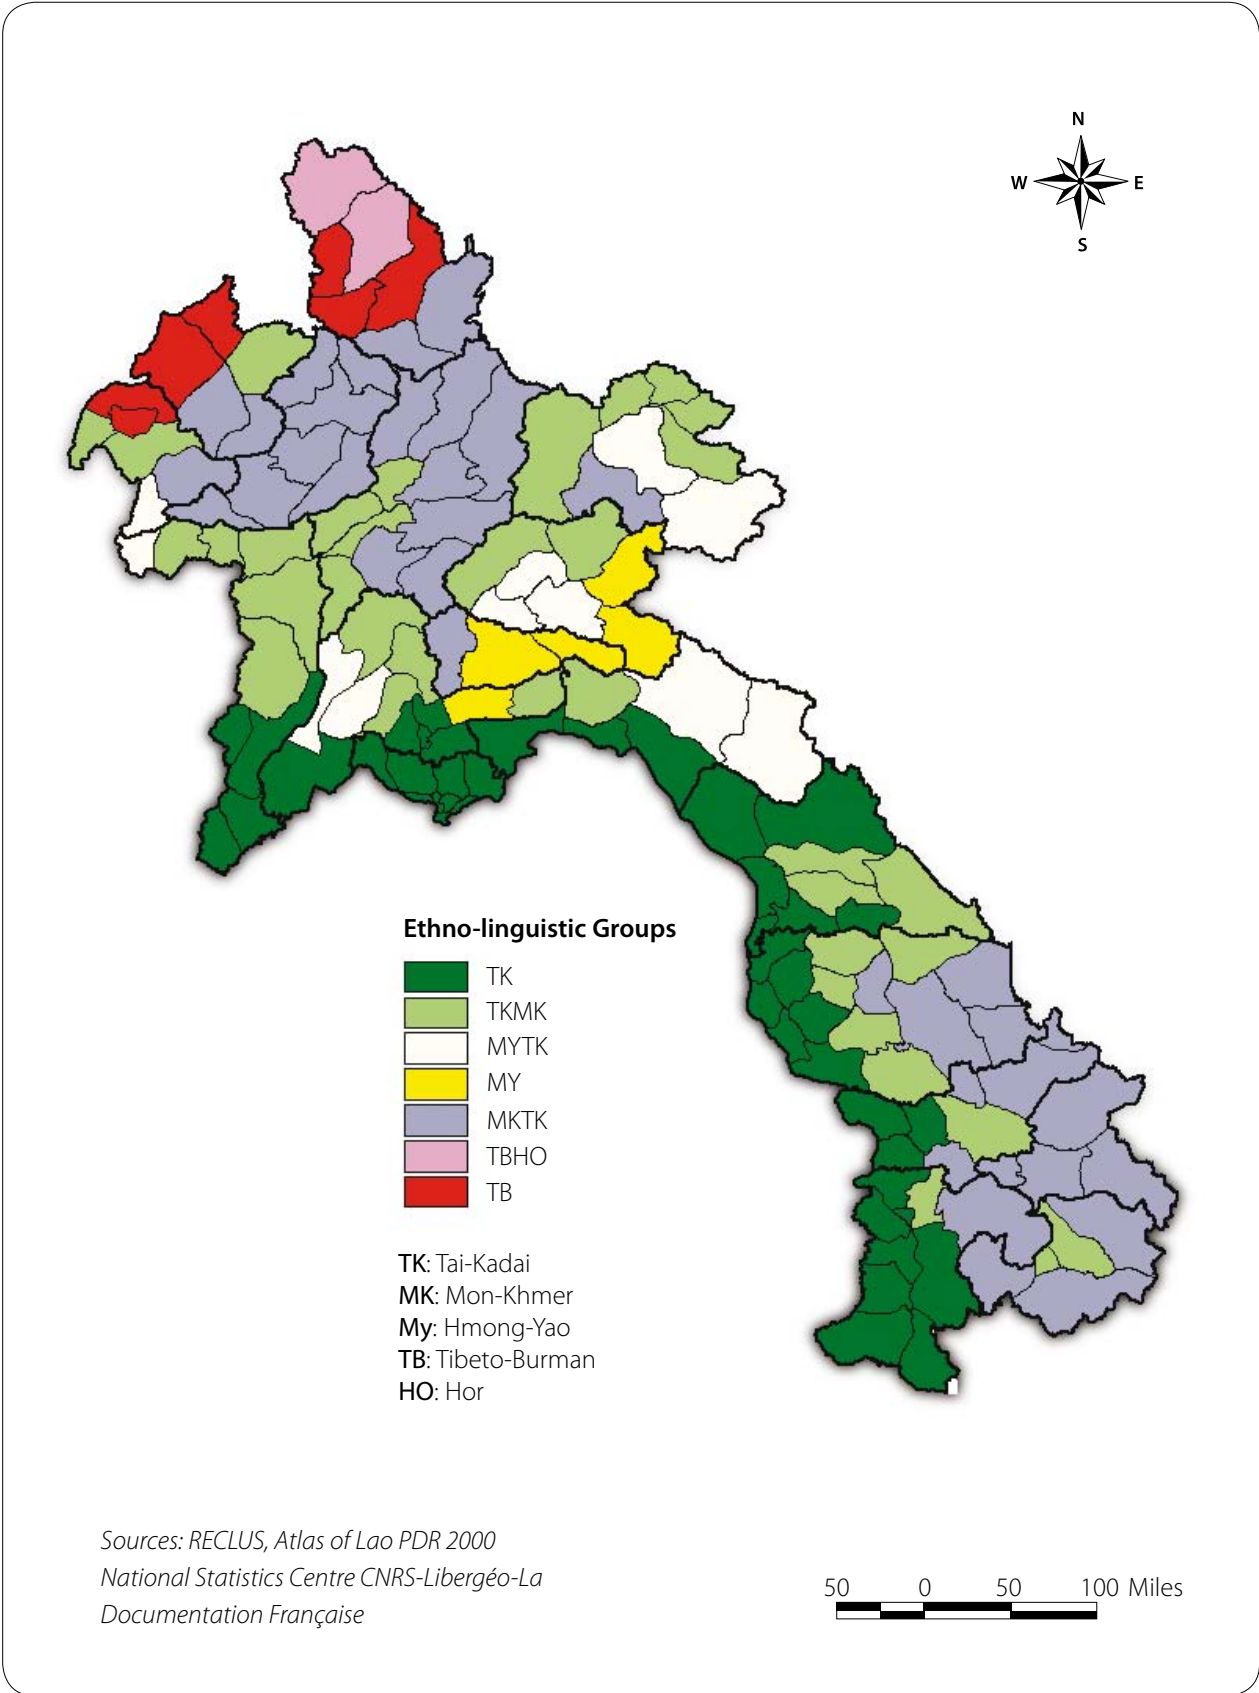 N
W E
S
Ethno-linguistic Groups
TK
TKMK
MYTK
MY
MKTK
TBHO
TB
TK: Tai-Kadai
MK: Mon-Khmer
My: Hmong-Yao
TB: Tibeto-Burman
HO: Hor
Sources: RECLUS, Atlas of Lao PDR 2000
National Statistics Centre CNRS-Libergéo-La
Documentation Française
50 0 50 100 Miles